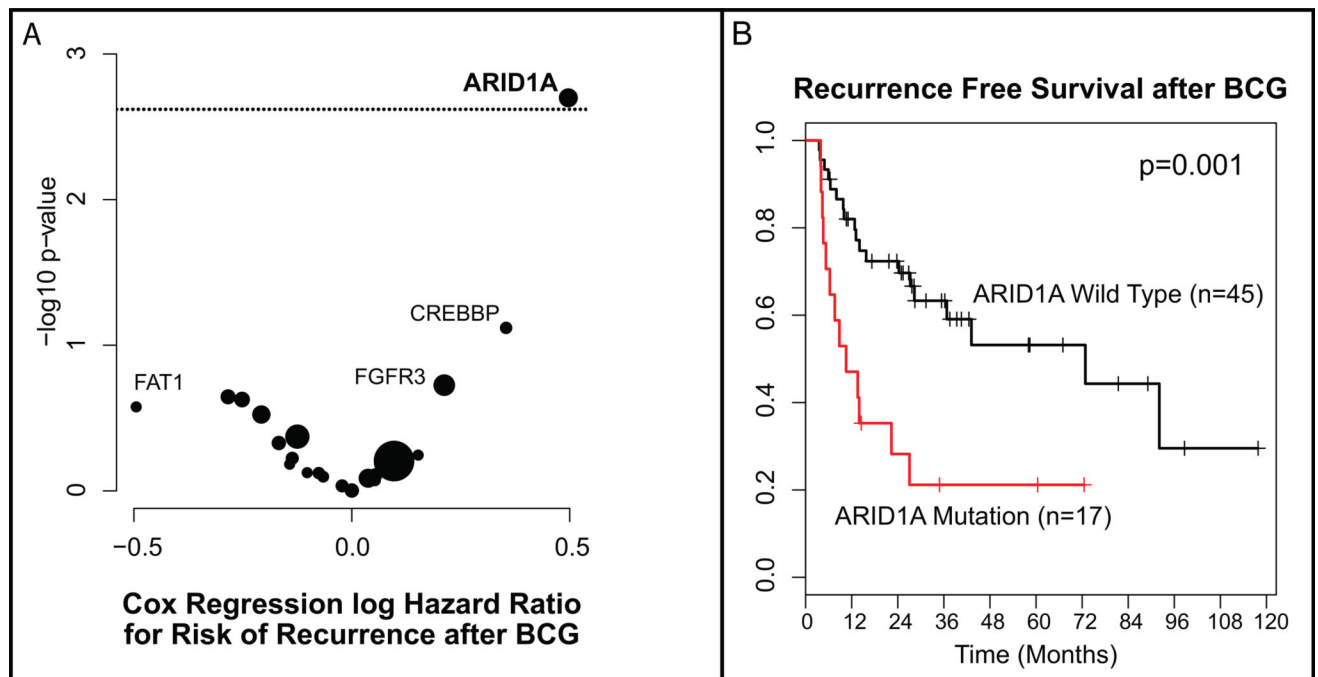 A
3
2
1
0
−log10 p−value
ARID1A
CREBBP
FGFR3
FAT1
−0.5
0.0
0.5
Cox Regression log Hazard Ratio
for Risk of Recurrence after BCG
B
Recurrence Free Survival after BCG
p=0.001
1.0
0.8
0.6
0.4
0.2
0.0
ARID1A Wild Type (n=45)
ARID1A Mutation (n=17)
0 12 24 36 48 60 72 84 96 108 120
Time (Months)